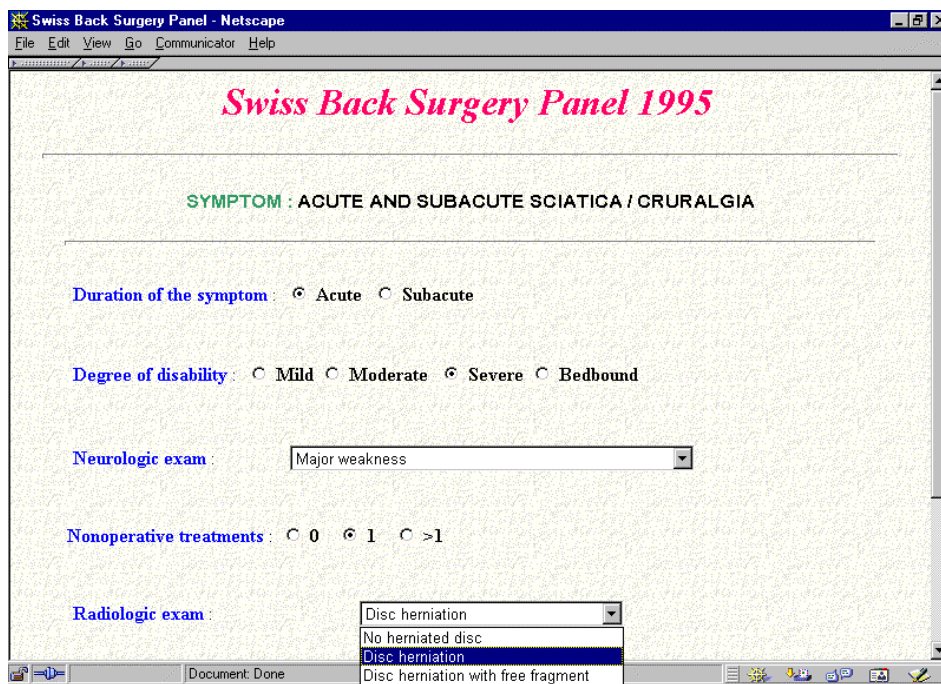 Swiss Back Surgery Panel - Netscape
File Edit View Go Communicator Help
Swiss Back Surgery Panel 1995
SYMPTOM : ACUTE AND SUBACUTE SCIATICA / CRURALGIA
Duration of the symptom : Acute Subacute
Degree of disability : Mild Moderate Severe Bedbound
Neurologic exam : Major weakness
Nonoperative treatments : 0 1 >1
Radiologic exam : Disc herniation
No herniated disc
Disc herniation
Disc herniation with free fragment
Document: Done